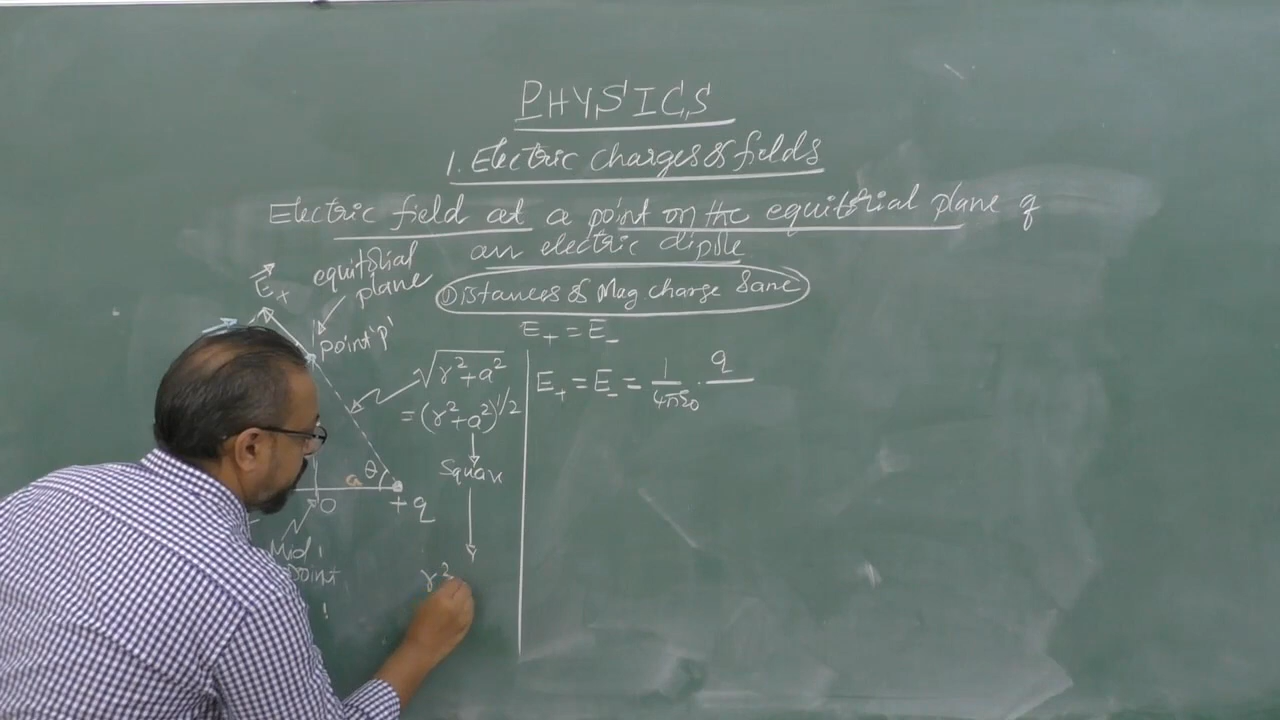 PHYSICS
1. Electric charges & fields
Electric field at a point on the equitorial plane of
an electric dipole
E₊ equitorial
plane
① Distances & Mag charge Same
point 'P'
E₊ = E₋
√r²+a²
= (r²+a²)^1/2
E₊ = E₋ = 1/4πε₀ . q
Square
a θ
O +q
Mid
point
r²